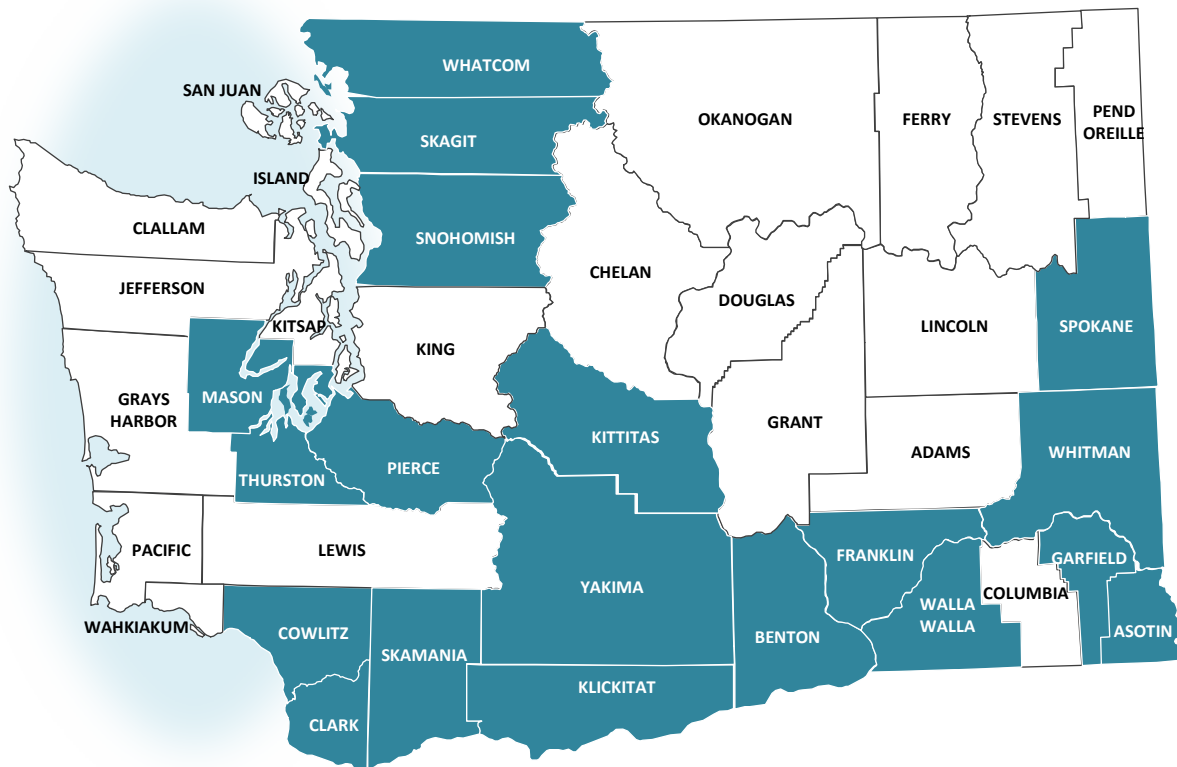 WHATCOM
SAN JUAN
SKAGIT
ISLAND
OKANOGAN
FERRY
STEVENS
PEND
OREILLE
CLALLAM
SNOHOMISH
JEFFERSON
CHELAN
DOUGLAS
KITSAP
KING
LINCOLN
SPOKANE
MASON
GRAYS
HARBOR
KITTITAS
GRANT
ADAMS
WHITMAN
THURSTON
PIERCE
PACIFIC
LEWIS
YAKIMA
FRANKLIN
GARFIELD
COLUMBIA
WALLA
WALLA
WAHKIAKUM
COWLITZ
SKAMANIA
BENTON
ASOTIN
KLICKITAT
CLARK